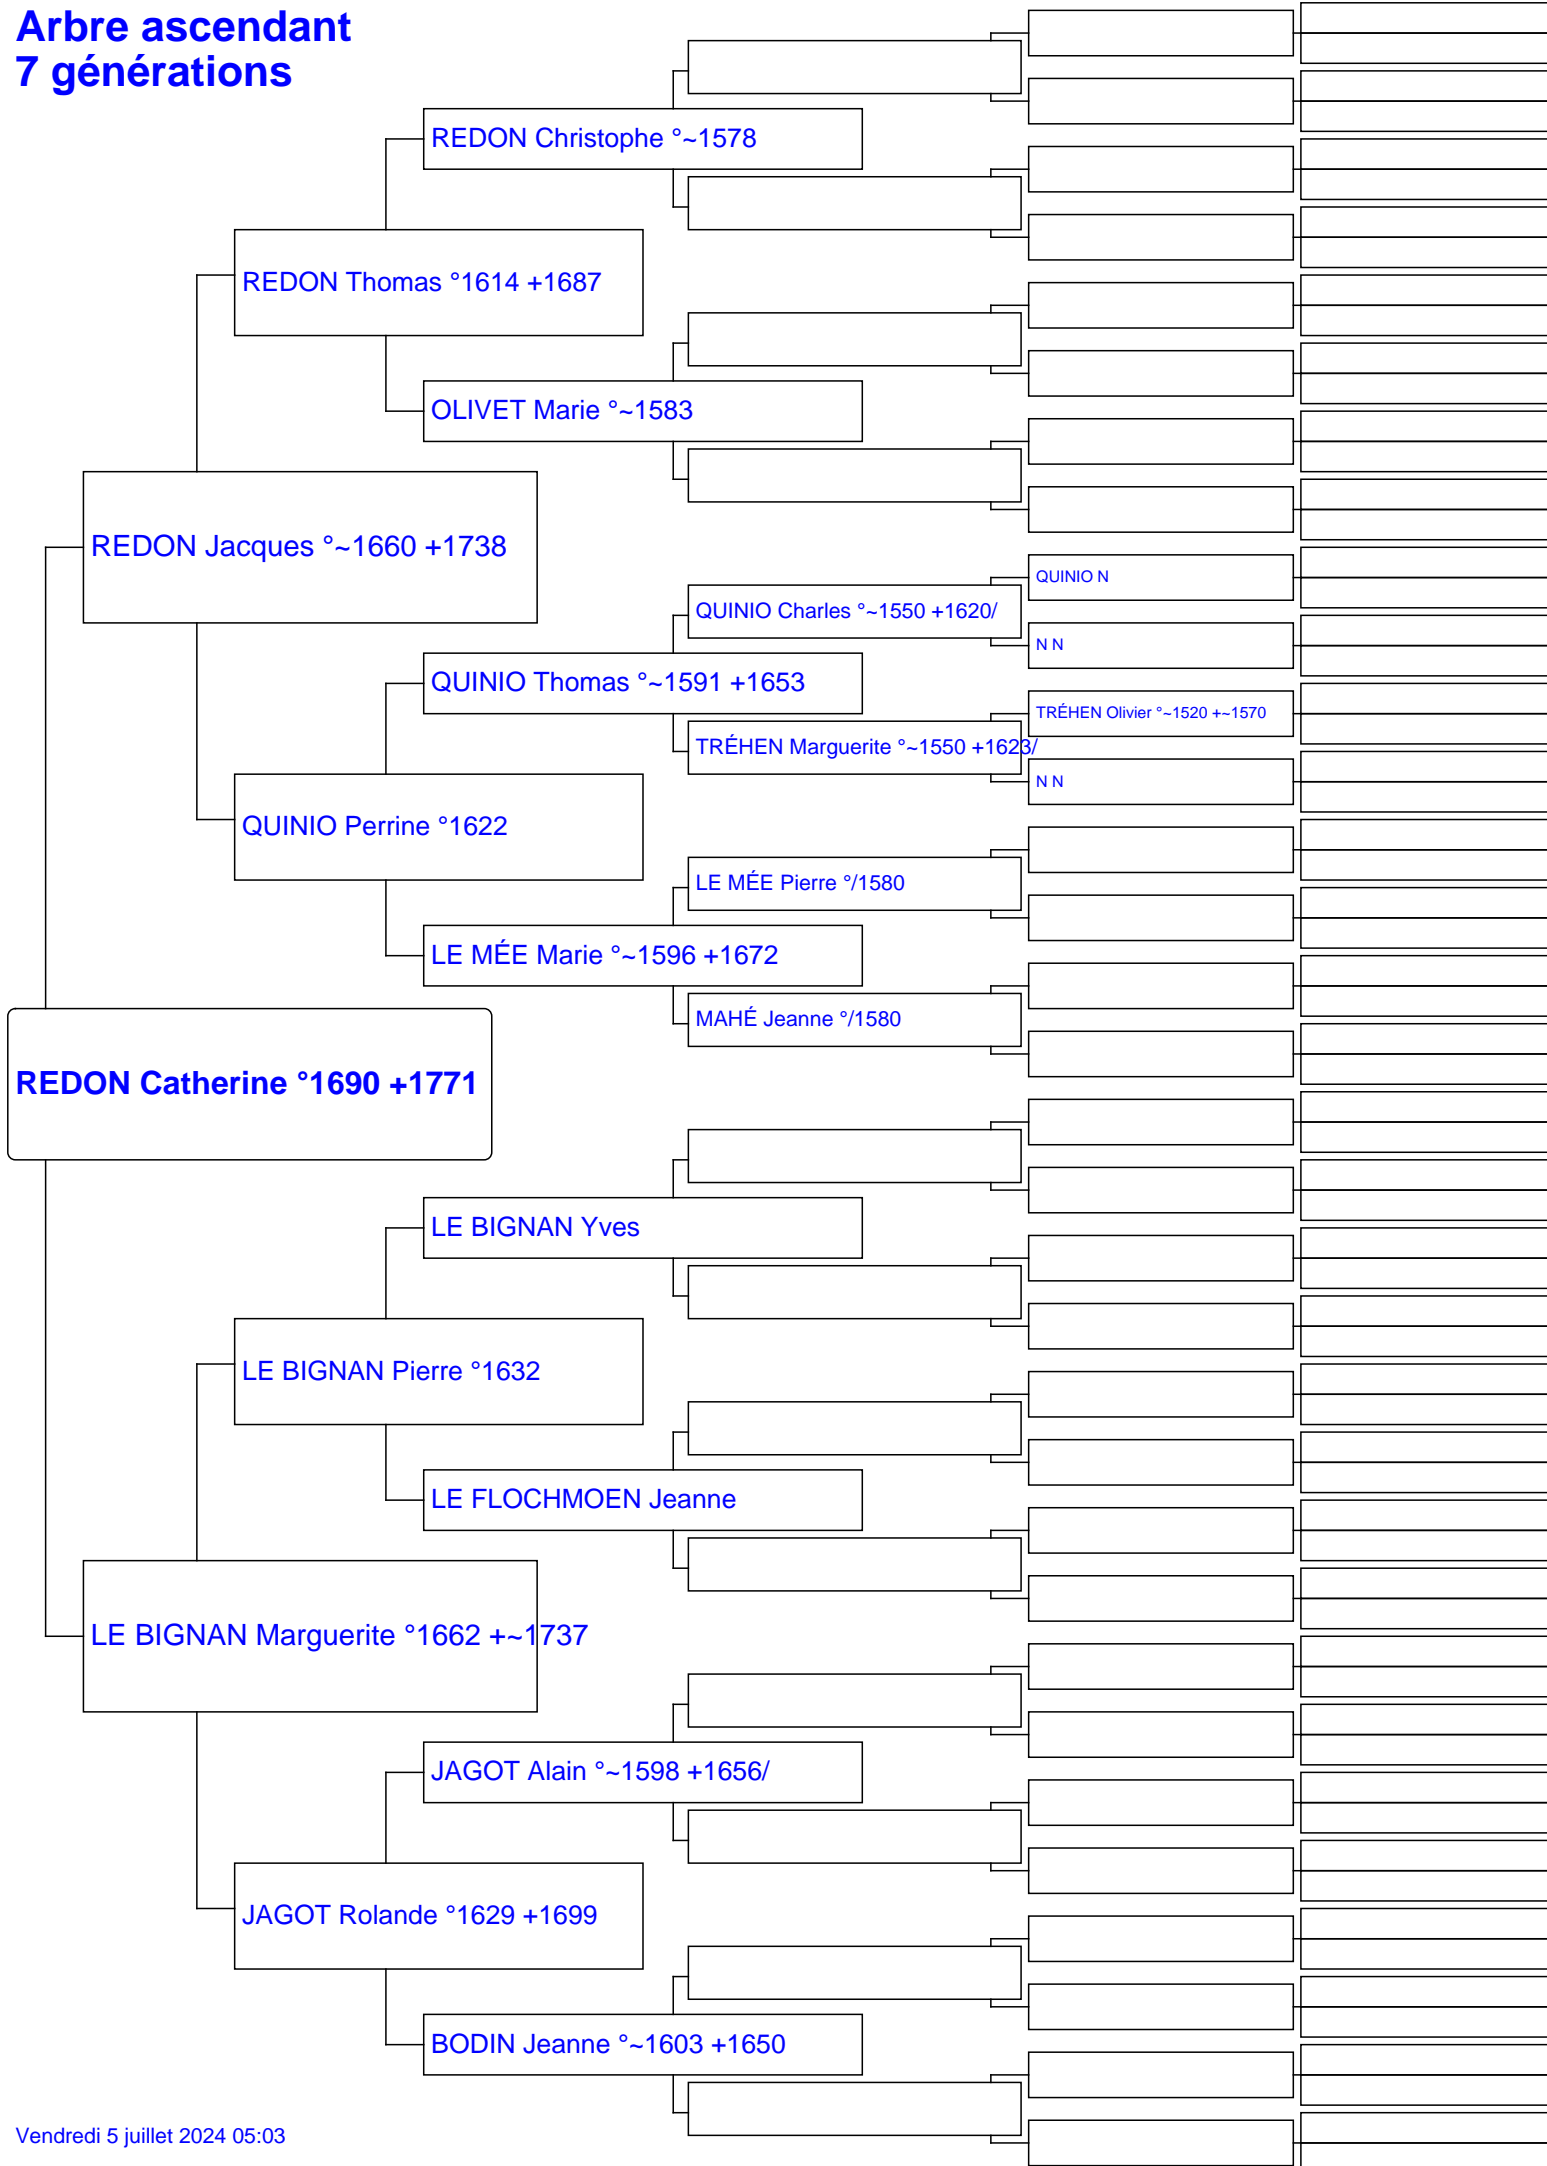 Arbre ascendant
7 générations
REDON Christophe °~1578
REDON Thomas °1614 +1687
OLIVET Marie °~1583
REDON Jacques °~1660 +1738
QUINIO N
QUINIO Charles °~1550 +1620/
N N
QUINIO Thomas °~1591 +1653
TRÉHEN Olivier °~1520 +~1570
TRÉHEN Marguerite °~1550 +1623/
N N
QUINIO Perrine °1622
LE MÉE Pierre °/1580
LE MÉE Marie °~1596 +1672
MAHÉ Jeanne °/1580
REDON Catherine °1690 +1771
LE BIGNAN Yves
LE BIGNAN Pierre °1632
LE FLOCHMOEN Jeanne
LE BIGNAN Marguerite °1662 +~1737
JAGOT Alain °~1598 +1656/
JAGOT Rolande °1629 +1699
BODIN Jeanne °~1603 +1650
Vendredi 5 juillet 2024 05:03